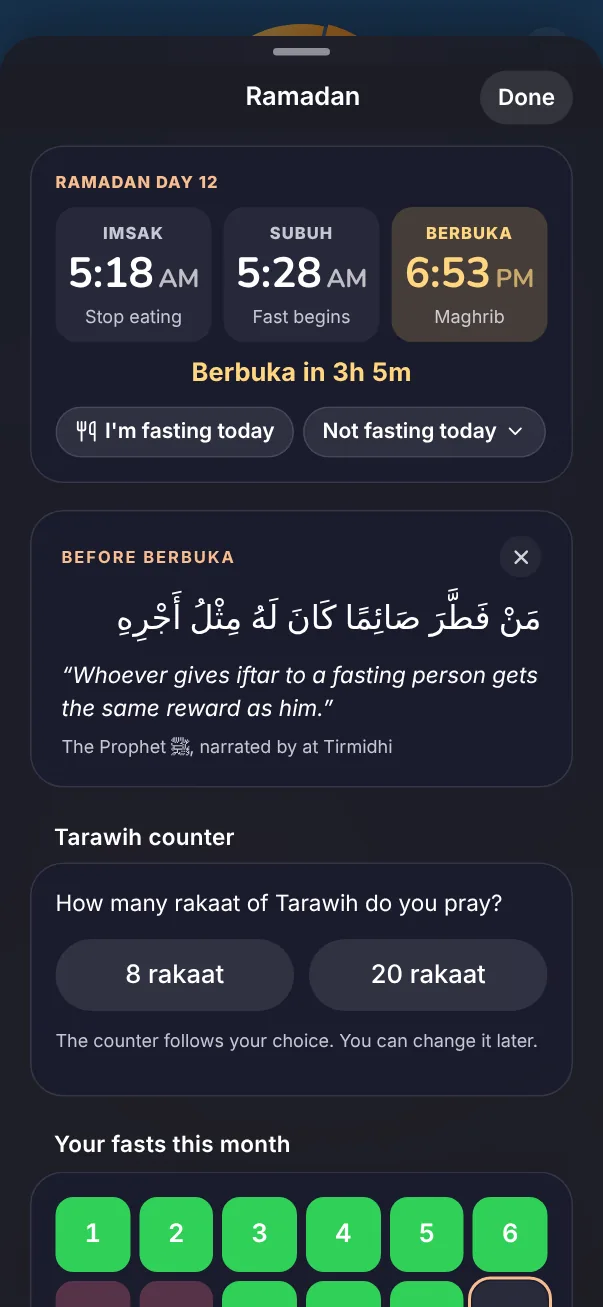 Ramadan
Done
RAMADAN DAY 12
IMSAK
5:18 AM
Stop eating
SUBUH
5:28 AM
Fast begins
BERBUKA
6:53 PM
Maghrib
Berbuka in 3h 5m
I'm fasting today
Not fasting today
BEFORE BERBUKA
مَنْ فَطَّرَ صَائِمًا كَانَ لَهُ مِثْلُ أَجْرِهِ
“Whoever gives iftar to a fasting person gets
the same reward as him.”
The Prophet ﷺ, narrated by at Tirmidhi
Tarawih counter
How many rakaat of Tarawih do you pray?
8 rakaat
20 rakaat
The counter follows your choice. You can change it later.
Your fasts this month
1 2 3 4 5 6